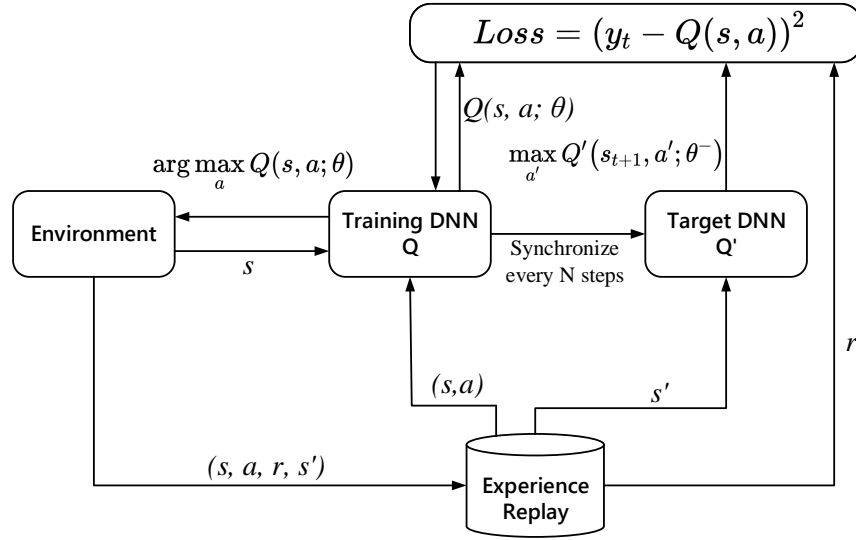 Loss = (y_t − Q(s, a))^2
Q(s, a; θ)
max_{a'} Q'(s_{t+1}, a'; θ^−)
arg max_a Q(s, a; θ)
Environment
Training DNN
Q
Target DNN
Q'
s
Synchronize
every N steps
r
(s,a)
s'
(s, a, r, s')
Experience
Replay